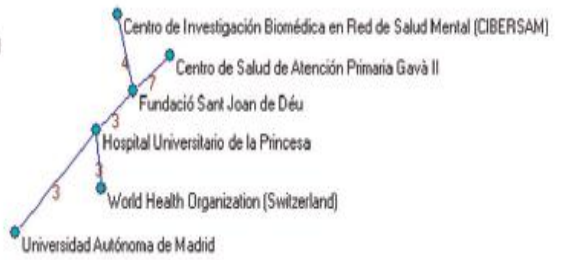 Centro de Investigación Biomédica en Red de Salud Mental (CIBERSAM)
4
Centro de Salud de Atención Primaria Gavà II
7
Fundació Sant Joan de Déu
3
Hospital Universitario de la Princesa
3
3
World Health Organization (Switzerland)
Universidad Autónoma de Madrid